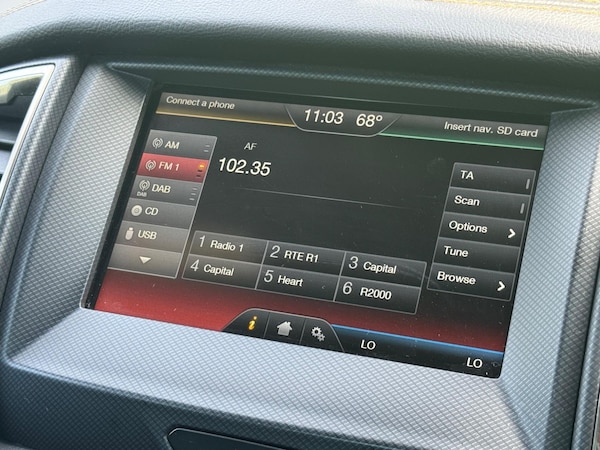 Connect a phone
11:03 68°
Insert nav. SD card
AM
FM 1
DAB
DAB
CD
USB
AF
102.35
TA
Scan
Options
Tune
Browse
1 Radio 1
2 RTE R1
3 Capital
4 Capital
5 Heart
6 R2000
i
LO
LO